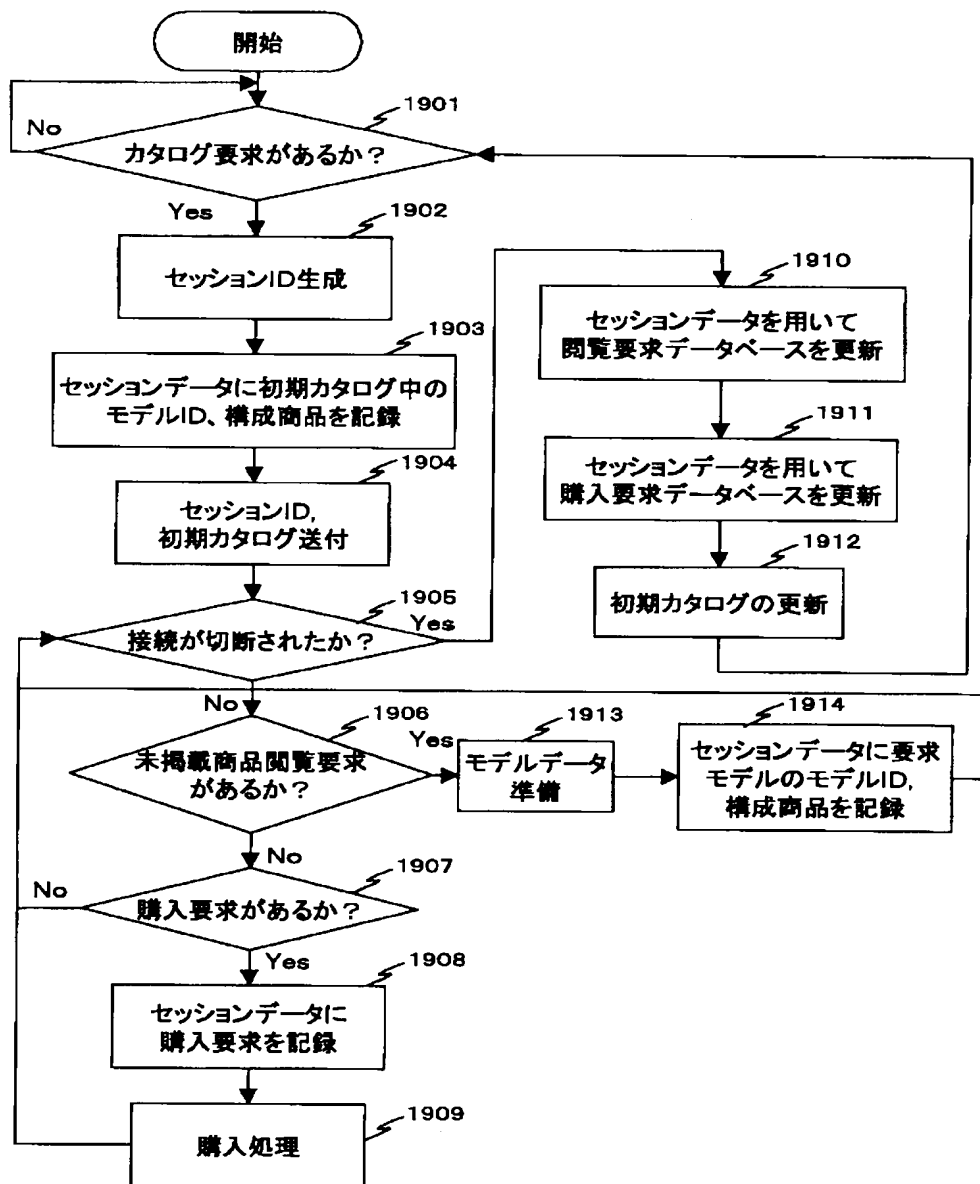 開始
1901
No
カタログ要求があるか？
Yes
1902
セッションID生成
1903
セッションデータに初期カタログ中の
モデルID、構成商品を記録
1904
セッションID,
初期カタログ送付
1905
接続が切断されたか？
Yes
No
1910
セッションデータを用いて
閲覧要求データベースを更新
1911
セッションデータを用いて
購入要求データベースを更新
1912
初期カタログの更新
1906
未掲載商品閲覧要求
があるか？
Yes
No
1913
モデルデータ
準備
1914
セッションデータに要求
モデルのモデルID,
構成商品を記録
1907
No
購入要求があるか？
Yes
1908
セッションデータに
購入要求を記録
1909
購入処理